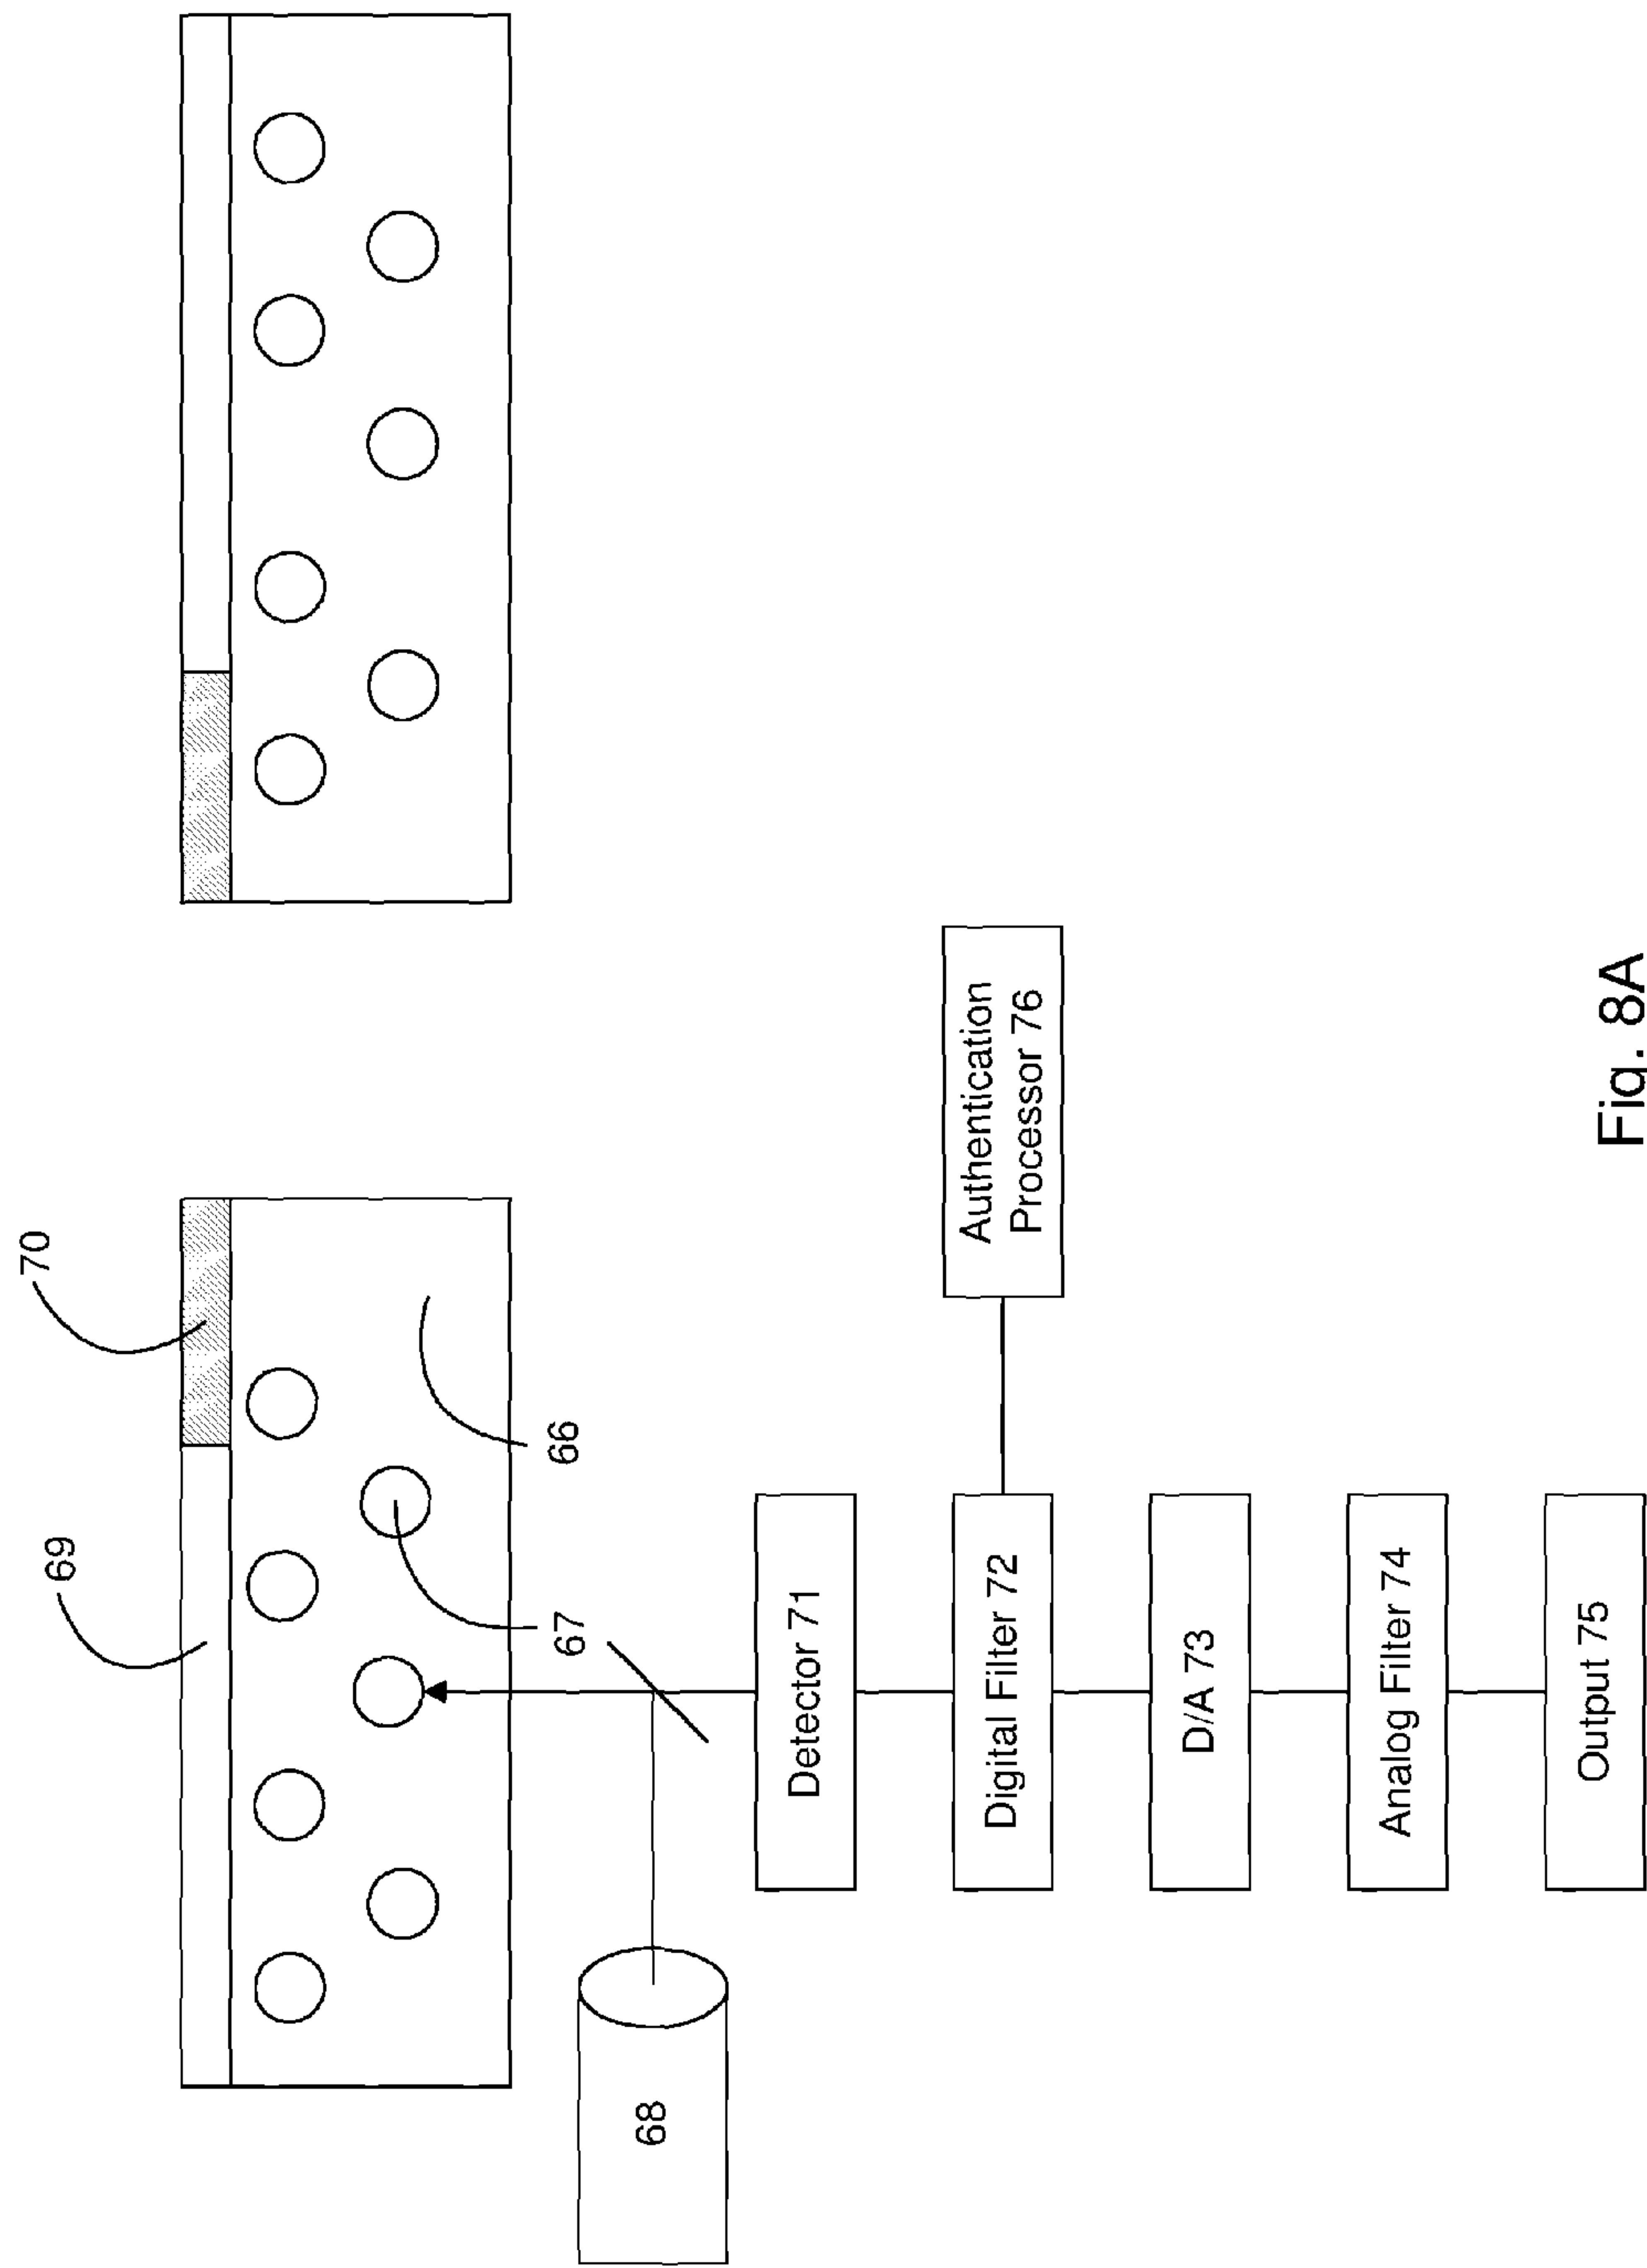 70
69
66
67
68
Detector 71
Digital Filter 72
Authentication
Processor 76
D/A 73
Analog Filter 74
Output 75
Fig. 8A